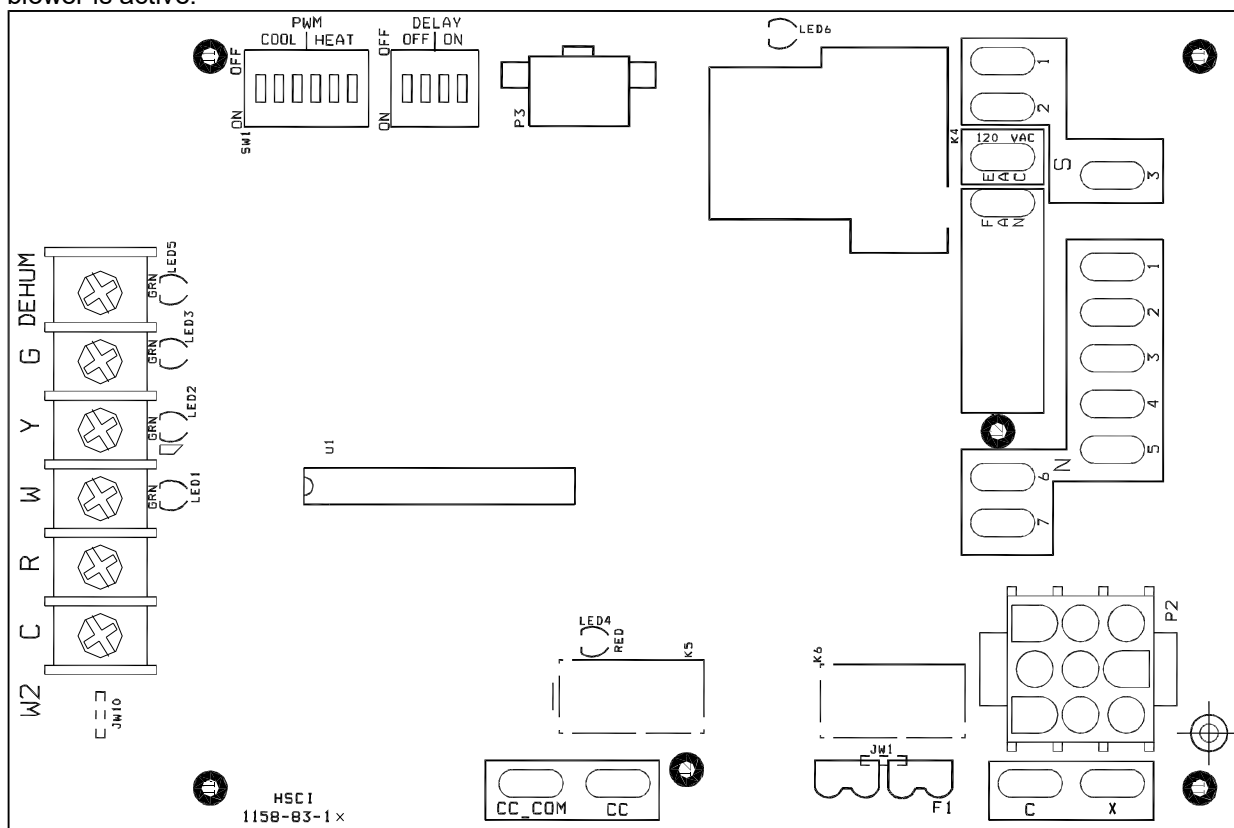 blower is active.
PWM
COOL | HEAT
DELAY
OFF | ON
OFF
ON
OFF
ON
SW1
P3
LED6
K4
1
2
120 VAC
EAC
FAN
S
3
1
2
3
4
5
N
6
7
DEHUM
GRN
LED5
G
GRN
LED3
Y
GRN
LED2
W
GRN
LED1
R
C
W2
JW10
U1
LED4
RED
K5
K6
P2
JW1
F1
CC_COM
CC
C
X
HSCI
1158-83-1x